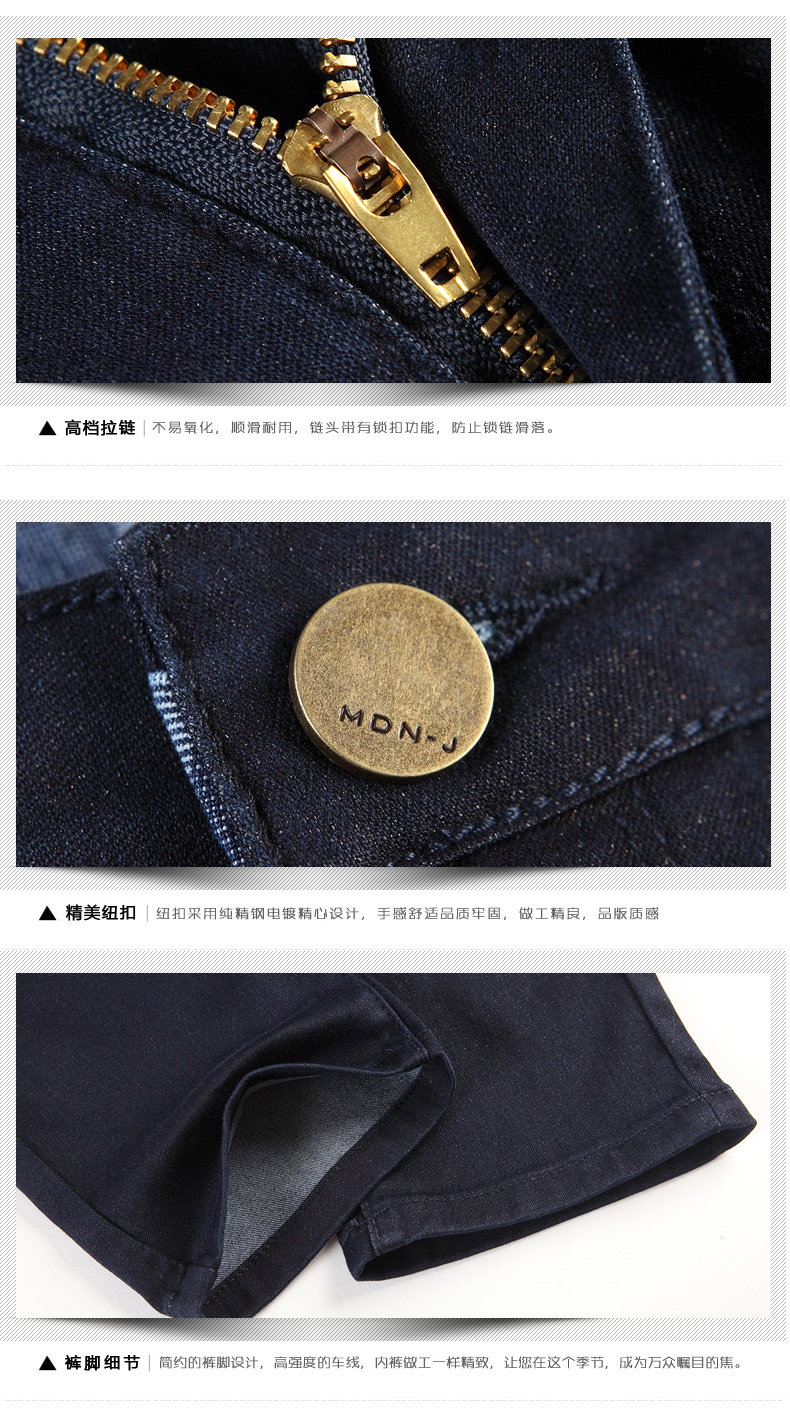 ▲ 高档拉链 | 不易氧化, 顺滑耐用, 链头带有锁扣功能, 防止锁链滑落。
MDN-J
▲ 精美纽扣 | 纽扣采用纯精钢电镀精心设计, 手感舒适品质牢固, 做工精良, 品版质感
▲ 裤脚细节 | 简约的裤脚设计, 高强度的车线, 内裤做工一样精致, 让您在这个季节, 成为万众瞩目的焦。